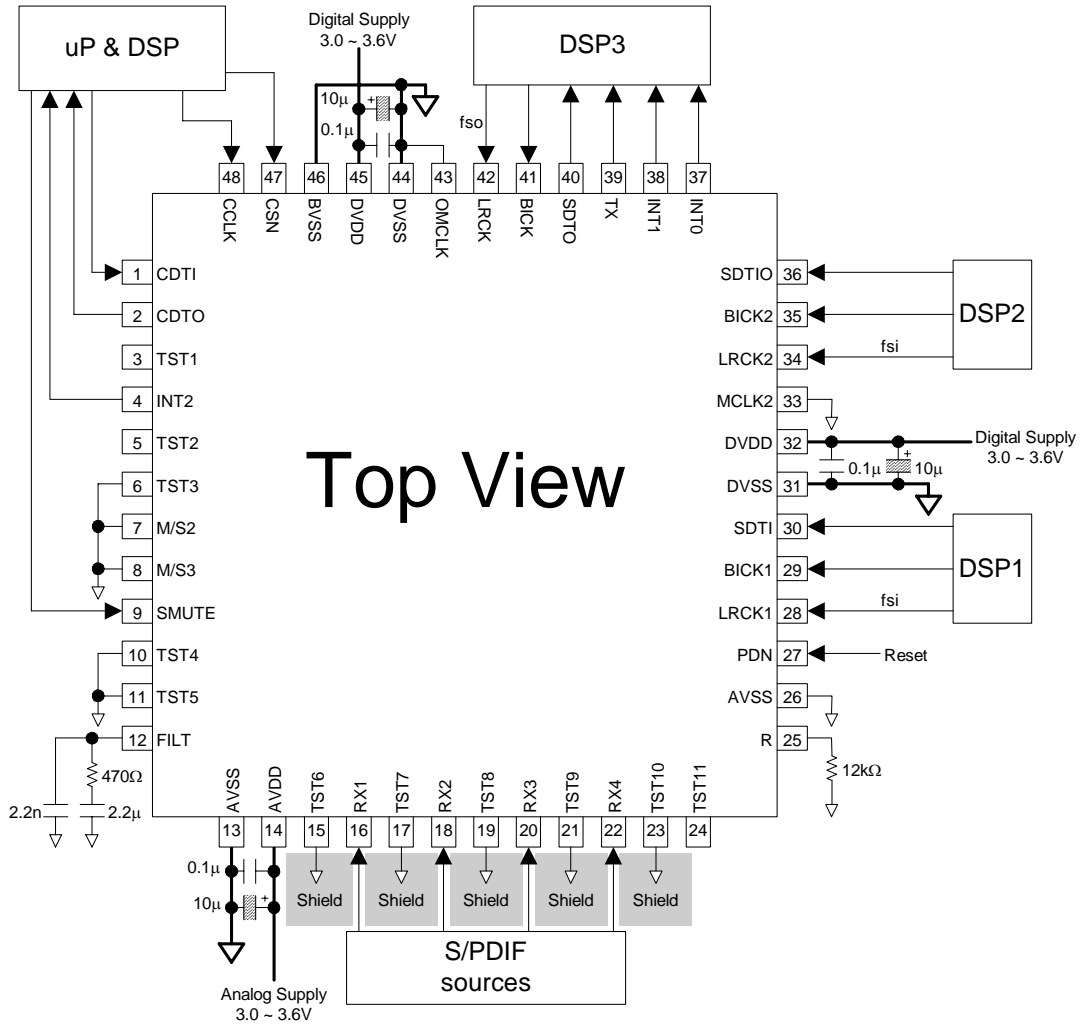 uP & DSP
Digital Supply
3.0 ~ 3.6V
DSP3
10µ
+
0.1µ
fso
48
47
46
45
44
43
42
41
40
39
38
37
CCLK
CSN
BVSS
DVDD
DVSS
OMCLK
LRCK
BICK
SDTO
TX
INT1
INT0
1 CDTI
2 CDTO
3 TST1
4 INT2
5 TST2
6 TST3
7 M/S2
8 M/S3
9 SMUTE
10 TST4
11 TST5
12 FILT
Top View
SDTIO 36
BICK2 35
LRCK2 34
fsi
DSP2
MCLK2 33
DVDD 32
Digital Supply
3.0 ~ 3.6V
0.1µ
+
10µ
DVSS 31
SDTI 30
BICK1 29
LRCK1 28
fsi
DSP1
PDN 27
Reset
AVSS 26
R 25
12kΩ
470Ω
2.2n
2.2µ
AVSS
AVDD
TST6
RX1
TST7
RX2
TST8
RX3
TST9
RX4
TST10
TST11
13
14
15
16
17
18
19
20
21
22
23
24
0.1µ
10µ
+
Shield
Shield
Shield
Shield
Shield
S/PDIF
sources
Analog Supply
3.0 ~ 3.6V